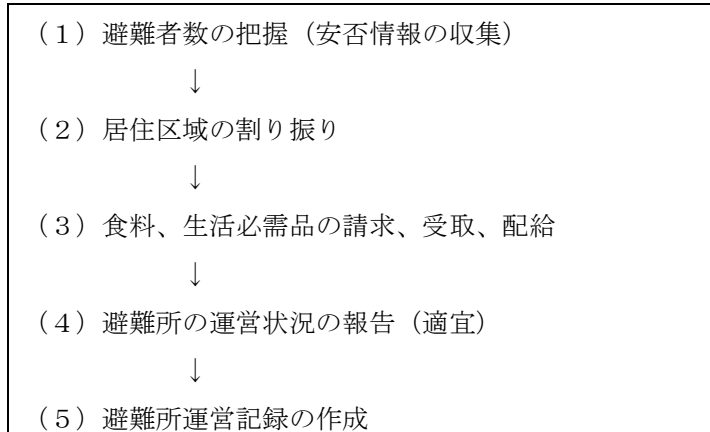 （１）避難者数の把握（安否情報の収集）
↓
（２）居住区域の割り振り
↓
（３）食料、生活必需品の請求、受取、配給
↓
（４）避難所の運営状況の報告（適宜）
↓
（５）避難所運営記録の作成